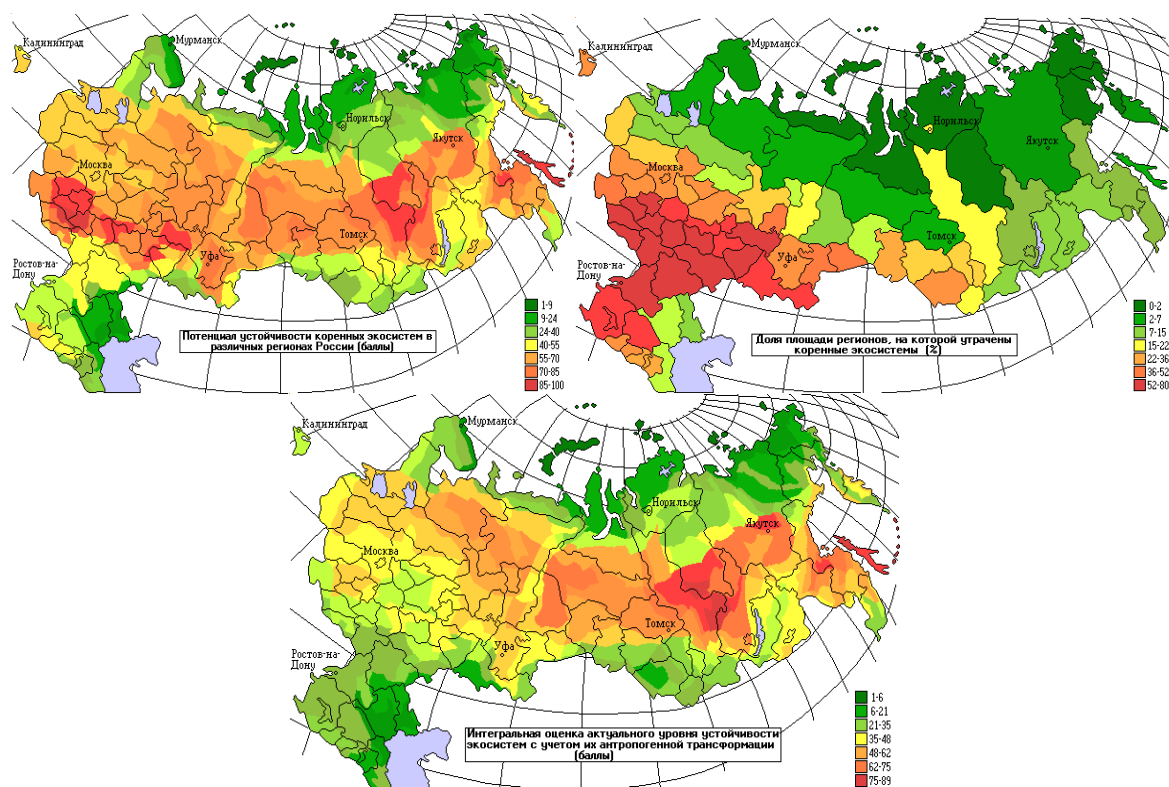 Калининград
Мурманск
Норильск
Якутск
Москва
Томск
Уфа
Ростов-на-
Дону
Потенциал устойчивости коренных экосистем в
различных регионах России (баллы)
1-9
9-24
24-40
40-55
55-70
70-85
85-100
Калининград
Мурманск
Норильск
Якутск
Москва
Томск
Уфа
Ростов-на-
Дону
Доля площади регионов, на которой утрачены
коренные экосистемы (%)
0-2
2-7
7-15
15-22
22-36
36-52
52-80
Калининград
Мурманск
Норильск
Якутск
Москва
Томск
Уфа
Ростов-на-
Дону
Интегральная оценка актуального уровня устойчивости
экосистем с учетом их антропогенной трансформации
(баллы)
1-6
6-21
21-35
35-48
48-62
62-75
75-89